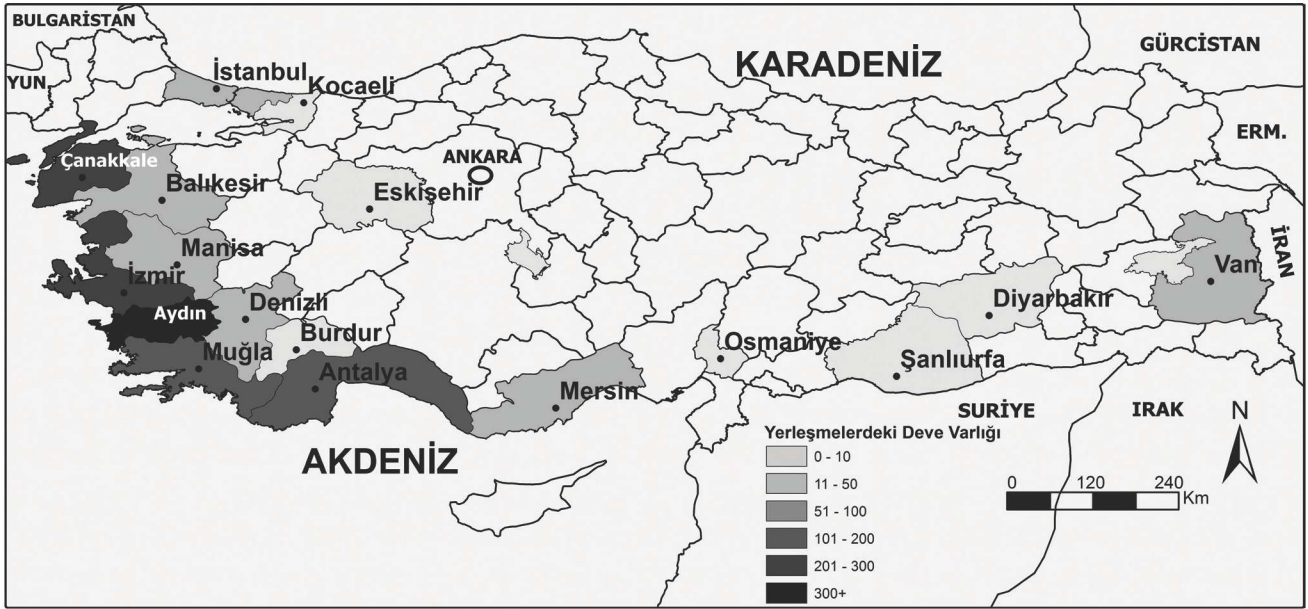 BULGARİSTAN
KARADENİZ
GÜRCİSTAN
YUN.
İstanbul
Kocaeli
ERM.
Çanakkale
ANKARA
Balıkesir
Eskişehir
Manisa
İRAN
İzmir
Van
Denizli
Diyarbakır
Aydın
Burdur
Osmaniye
Muğla
Şanlıurfa
Antalya
Mersin
SURİYE
IRAK
N
AKDENİZ
Yerleşmelerdeki Deve Varlığı
0 - 10
11 - 50
51 - 100
101 - 200
201 - 300
300+
0 120 240
Km